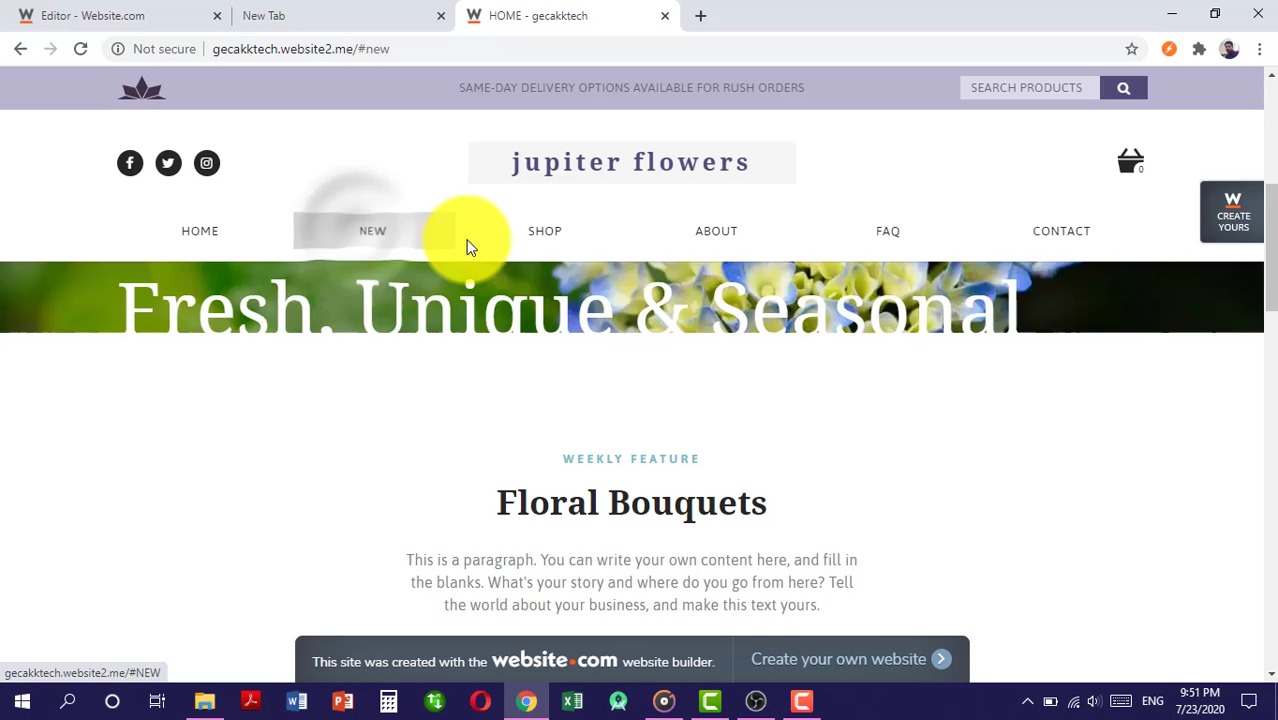 Editor - Website.com
New Tab
HOME - gecakktech
Not secure
gecakktech.website2.me/#new
SAME-DAY DELIVERY OPTIONS AVAILABLE FOR RUSH ORDERS
SEARCH PRODUCTS
jupiter flowers
0
CREATE
YOURS
HOME
NEW
SHOP
ABOUT
FAQ
CONTACT
Fresh, Unique & Seasonal
WEEKLY FEATURE
Floral Bouquets
This is a paragraph. You can write your own content here, and fill in
the blanks. What's your story and where do you go from here? Tell
the world about your business, and make this text yours.
This site was created with the website.com website builder.
Create your own website
gecakktech.website2.me/#NEW
ENG
9:51 PM
7/23/2020